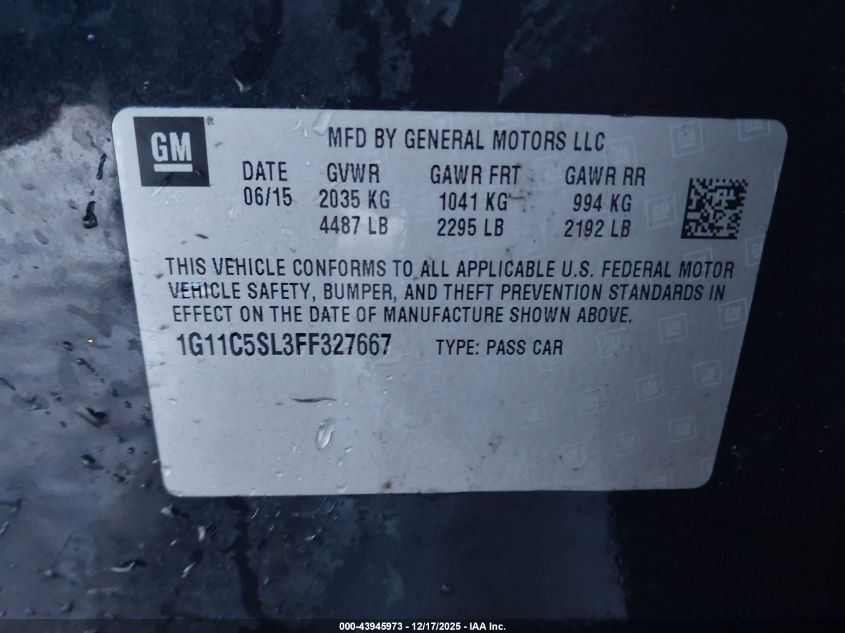 GM
®
MFD BY GENERAL MOTORS LLC
DATE GVWR GAWR FRT GAWR RR
06/15 2035 KG 1041 KG 994 KG
4487 LB 2295 LB 2192 LB
THIS VEHICLE CONFORMS TO ALL APPLICABLE U.S. FEDERAL MOTOR
VEHICLE SAFETY, BUMPER, AND THEFT PREVENTION STANDARDS IN
EFFECT ON THE DATE OF MANUFACTURE SHOWN ABOVE.
1G11C5SL3FF327667 TYPE: PASS CAR
000-43945973 – 12/17/2025 – IAA Inc.